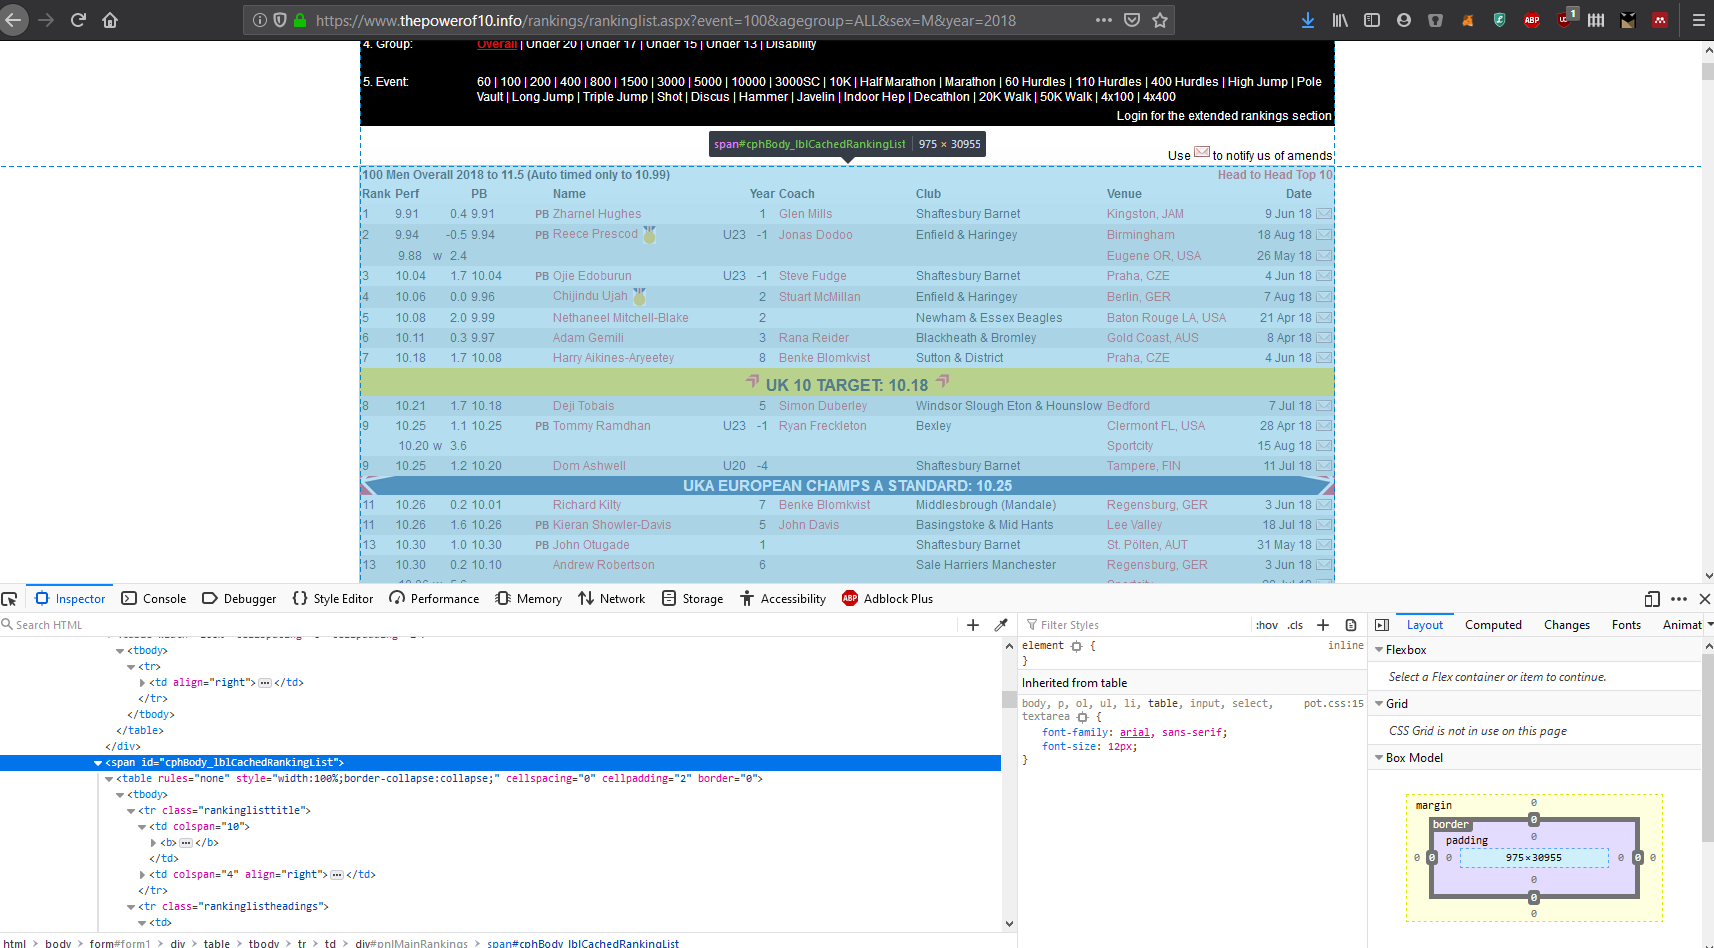 https://www.thepowerof10.info/rankings/rankinglist.aspx?event=100&agegroup=ALL&sex=M&year=2018
ABP
1
4. Group: Overall | Under 20 | Under 17 | Under 15 | Under 13 | Disability
5. Event: 60 | 100 | 200 | 400 | 800 | 1500 | 3000 | 5000 | 10000 | 3000SC | 10K | Half Marathon | Marathon | 60 Hurdles | 110 Hurdles | 400 Hurdles | High Jump | Pole
Vault | Long Jump | Triple Jump | Shot | Discus | Hammer | Javelin | Indoor Hep | Decathlon | 20K Walk | 50K Walk | 4x100 | 4x400
Login for the extended rankings section
span#cphBody_lblCachedRankingList 975 × 30955
Use to notify us of amends
100 Men Overall 2018 to 11.5 (Auto timed only to 10.99) Head to Head Top 10
Rank Perf PB Name Year Coach Club Venue Date
1 9.91 0.4 9.91 PB Zharnel Hughes 1 Glen Mills Shaftesbury Barnet Kingston, JAM 9 Jun 18
2 9.94 -0.5 9.94 PB Reece Prescod U23 -1 Jonas Dodoo Enfield & Haringey Birmingham 18 Aug 18
9.88 w 2.4 Eugene OR, USA 26 May 18
3 10.04 1.7 10.04 PB Ojie Edoburun U23 -1 Steve Fudge Shaftesbury Barnet Praha, CZE 4 Jun 18
4 10.06 0.0 9.96 Chijindu Ujah 2 Stuart McMillan Enfield & Haringey Berlin, GER 7 Aug 18
5 10.08 2.0 9.99 Nethaneel Mitchell-Blake 2 Newham & Essex Beagles Baton Rouge LA, USA 21 Apr 18
6 10.11 0.3 9.97 Adam Gemili 3 Rana Reider Blackheath & Bromley Gold Coast, AUS 8 Apr 18
7 10.18 1.7 10.08 Harry Aikines-Aryeetey 8 Benke Blomkvist Sutton & District Praha, CZE 4 Jun 18
UK 10 TARGET: 10.18
8 10.21 1.7 10.18 Deji Tobais 5 Simon Duberley Windsor Slough Eton & Hounslow Bedford 7 Jul 18
9 10.25 1.1 10.25 PB Tommy Ramdhan U23 -1 Ryan Freckleton Bexley Clermont FL, USA 28 Apr 18
10.20 w 3.6 Sportcity 15 Aug 18
9 10.25 1.2 10.20 Dom Ashwell U20 -4 Shaftesbury Barnet Tampere, FIN 11 Jul 18
UKA EUROPEAN CHAMPS A STANDARD: 10.25
11 10.26 0.2 10.01 Richard Kilty 7 Benke Blomkvist Middlesbrough (Mandale) Regensburg, GER 3 Jun 18
11 10.26 1.6 10.26 PB Kieran Showler-Davis 5 John Davis Basingstoke & Mid Hants Lee Valley 18 Jul 18
13 10.30 1.0 10.30 PB John Otugade 1 Shaftesbury Barnet St. Pölten, AUT 31 May 18
13 10.30 0.2 10.10 Andrew Robertson 6 Sale Harriers Manchester Regensburg, GER 3 Jun 18
Inspector Console Debugger Style Editor Performance Memory Network Storage Accessibility Adblock Plus
Search HTML
<tbody>
<tr>
<td align="right"> </td>
</tr>
</tbody>
</table>
</div>
<span id="cphBody_lblCachedRankingList">
<table rules="none" style="width:100%;border-collapse:collapse;" cellspacing="0" cellpadding="2" border="0">
<tbody>
<tr class="rankinglisttitle">
<td colspan="10">
<b> </b>
</td>
<td colspan="4" align="right"> </td>
</tr>
<tr class="rankinglistheadings">
<td>
html > body > form#form1 > div > table > tbody > tr > td > div#pnlMainRankings > span#cphBody_lblCachedRankingList
Filter Styles :hov .cls
element { inline
}
Inherited from table
body, p, ol, ul, li, table, input, select, pot.css:15
textarea {
font-family: arial, sans-serif;
font-size: 12px;
}
Layout Computed Changes Fonts Animat
Flexbox
Select a Flex container or item to continue.
Grid
CSS Grid is not in use on this page
Box Model
margin 0
border 0
padding 0
0 0 0 975×30955 0 0 0
0
0
0